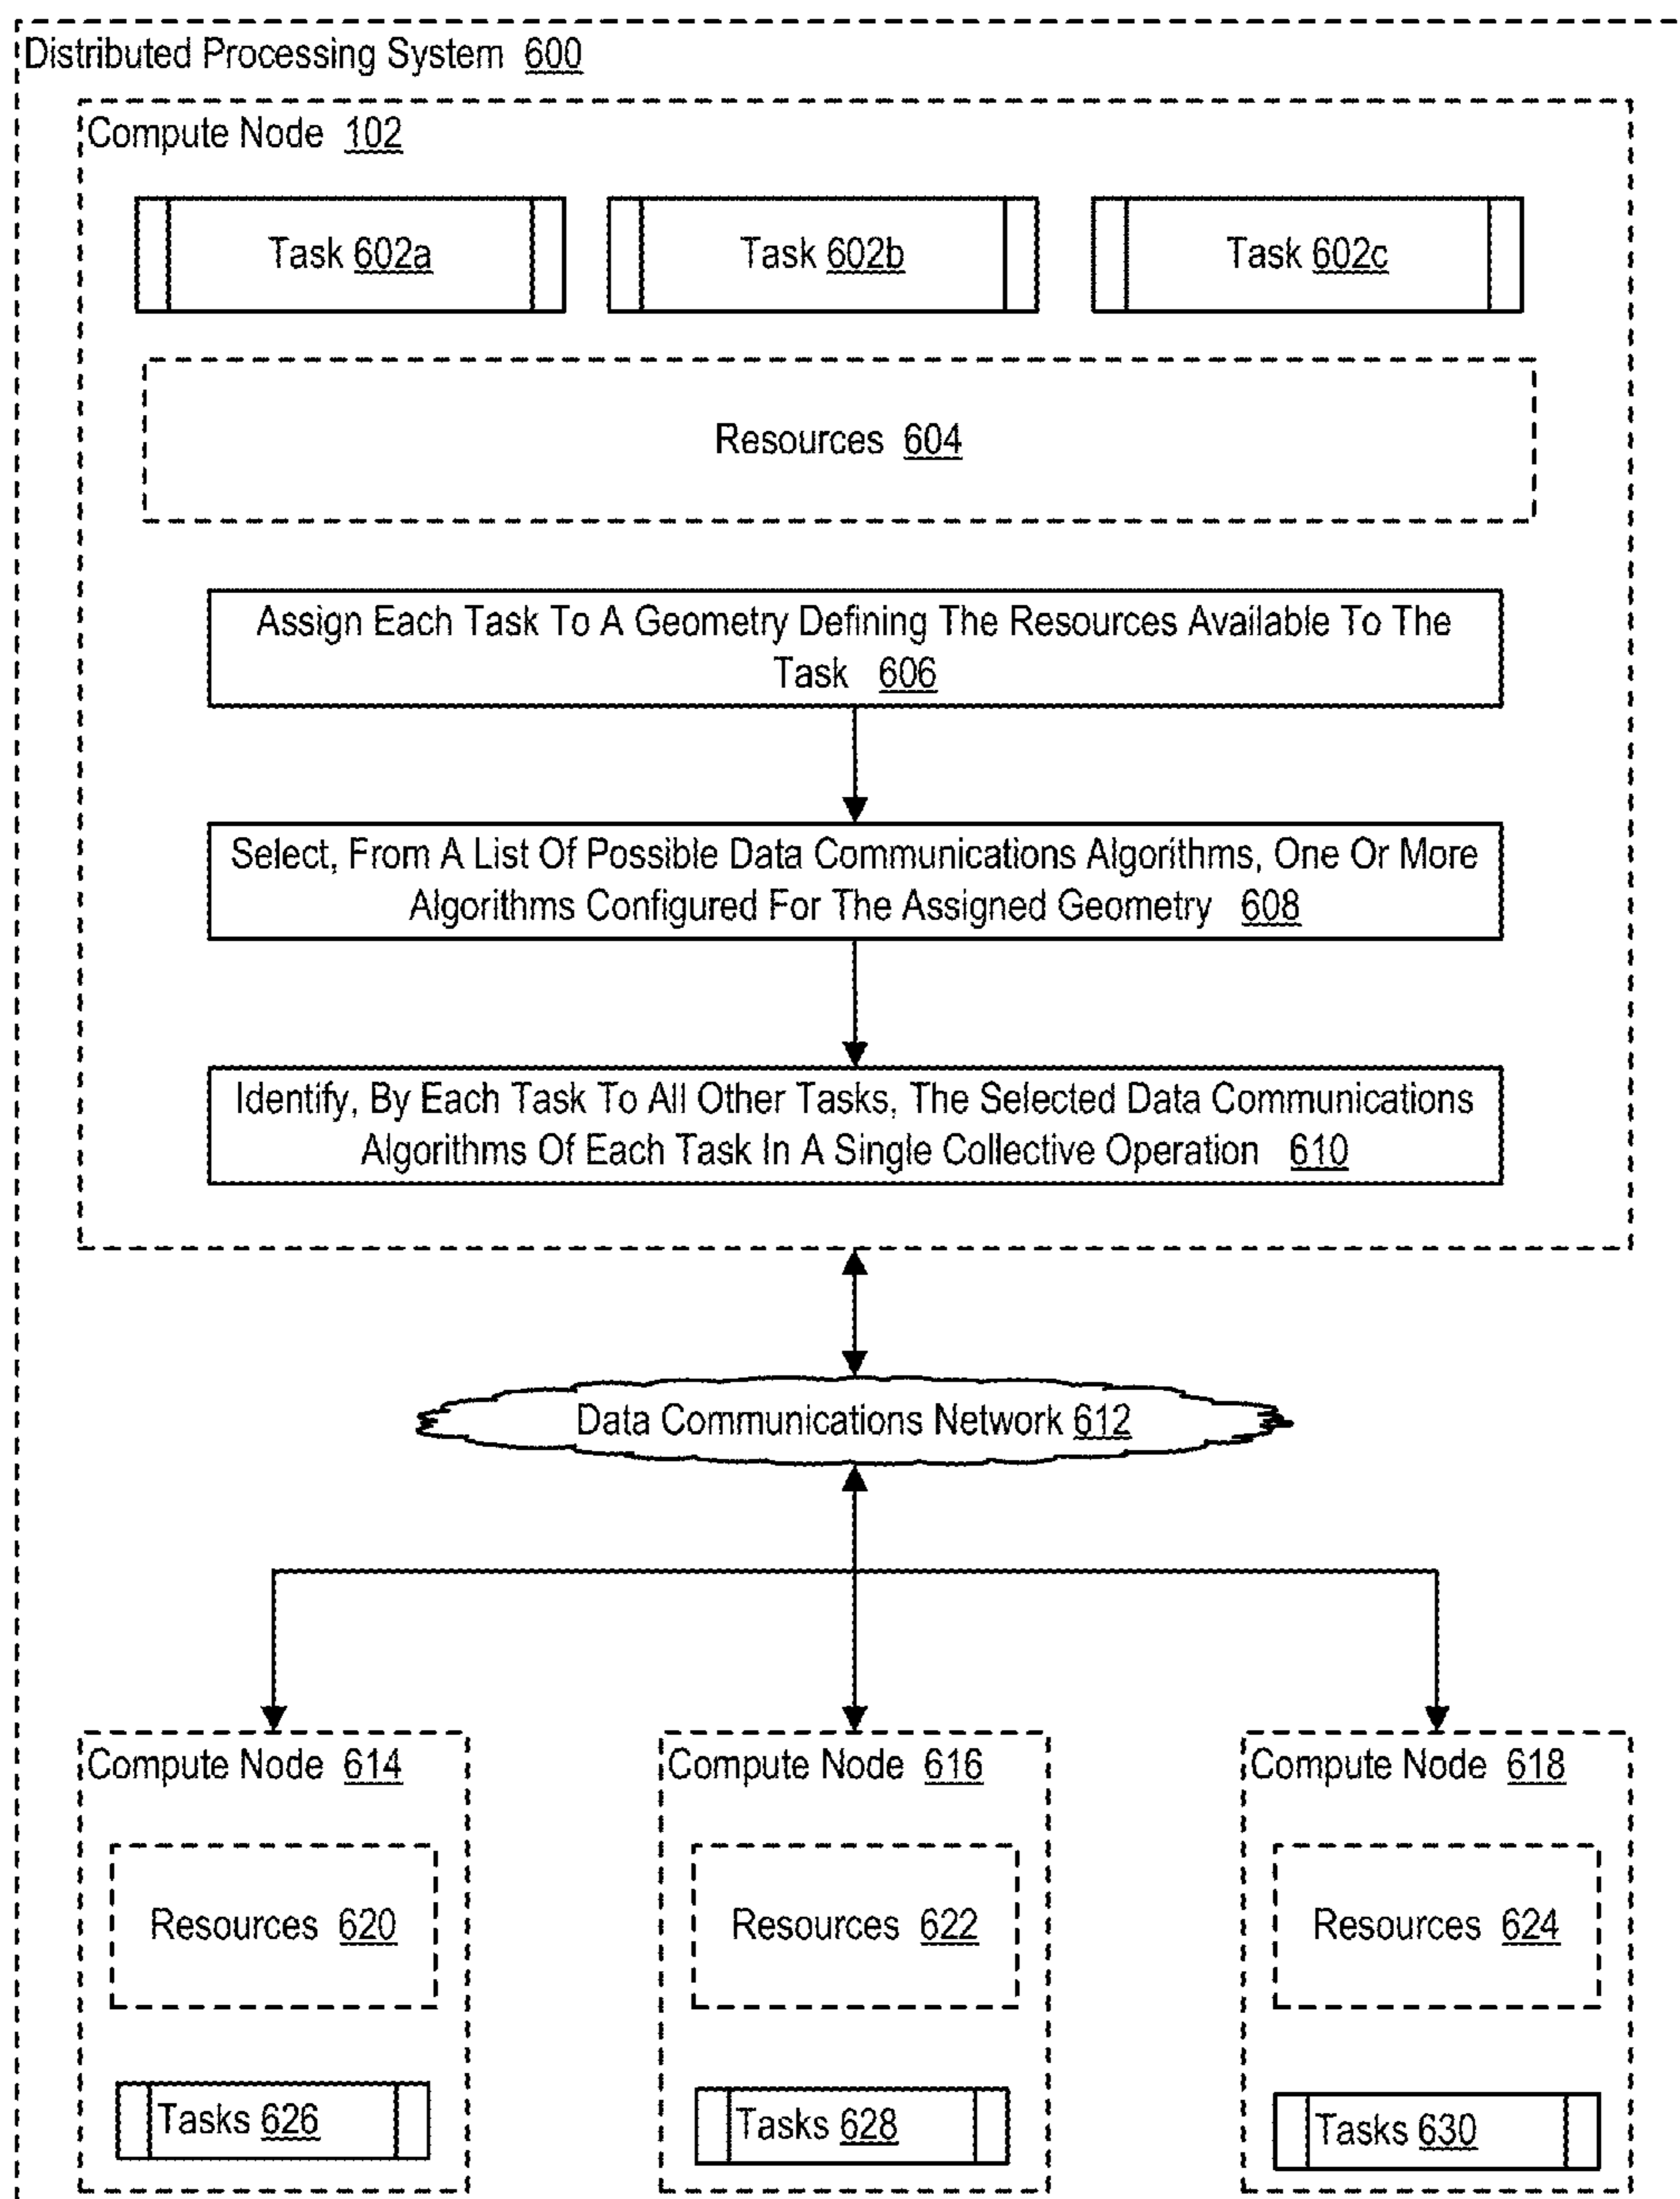 Distributed Processing System 600
Compute Node 102
Task 602a
Task 602b
Task 602c
Resources 604
Assign Each Task To A Geometry Defining The Resources Available To The
Task 606
Select, From A List Of Possible Data Communications Algorithms, One Or More
Algorithms Configured For The Assigned Geometry 608
Identify, By Each Task To All Other Tasks, The Selected Data Communications
Algorithms Of Each Task In A Single Collective Operation 610
Data Communications Network 612
Compute Node 614
Resources 620
Tasks 626
Compute Node 616
Resources 622
Tasks 628
Compute Node 618
Resources 624
Tasks 630